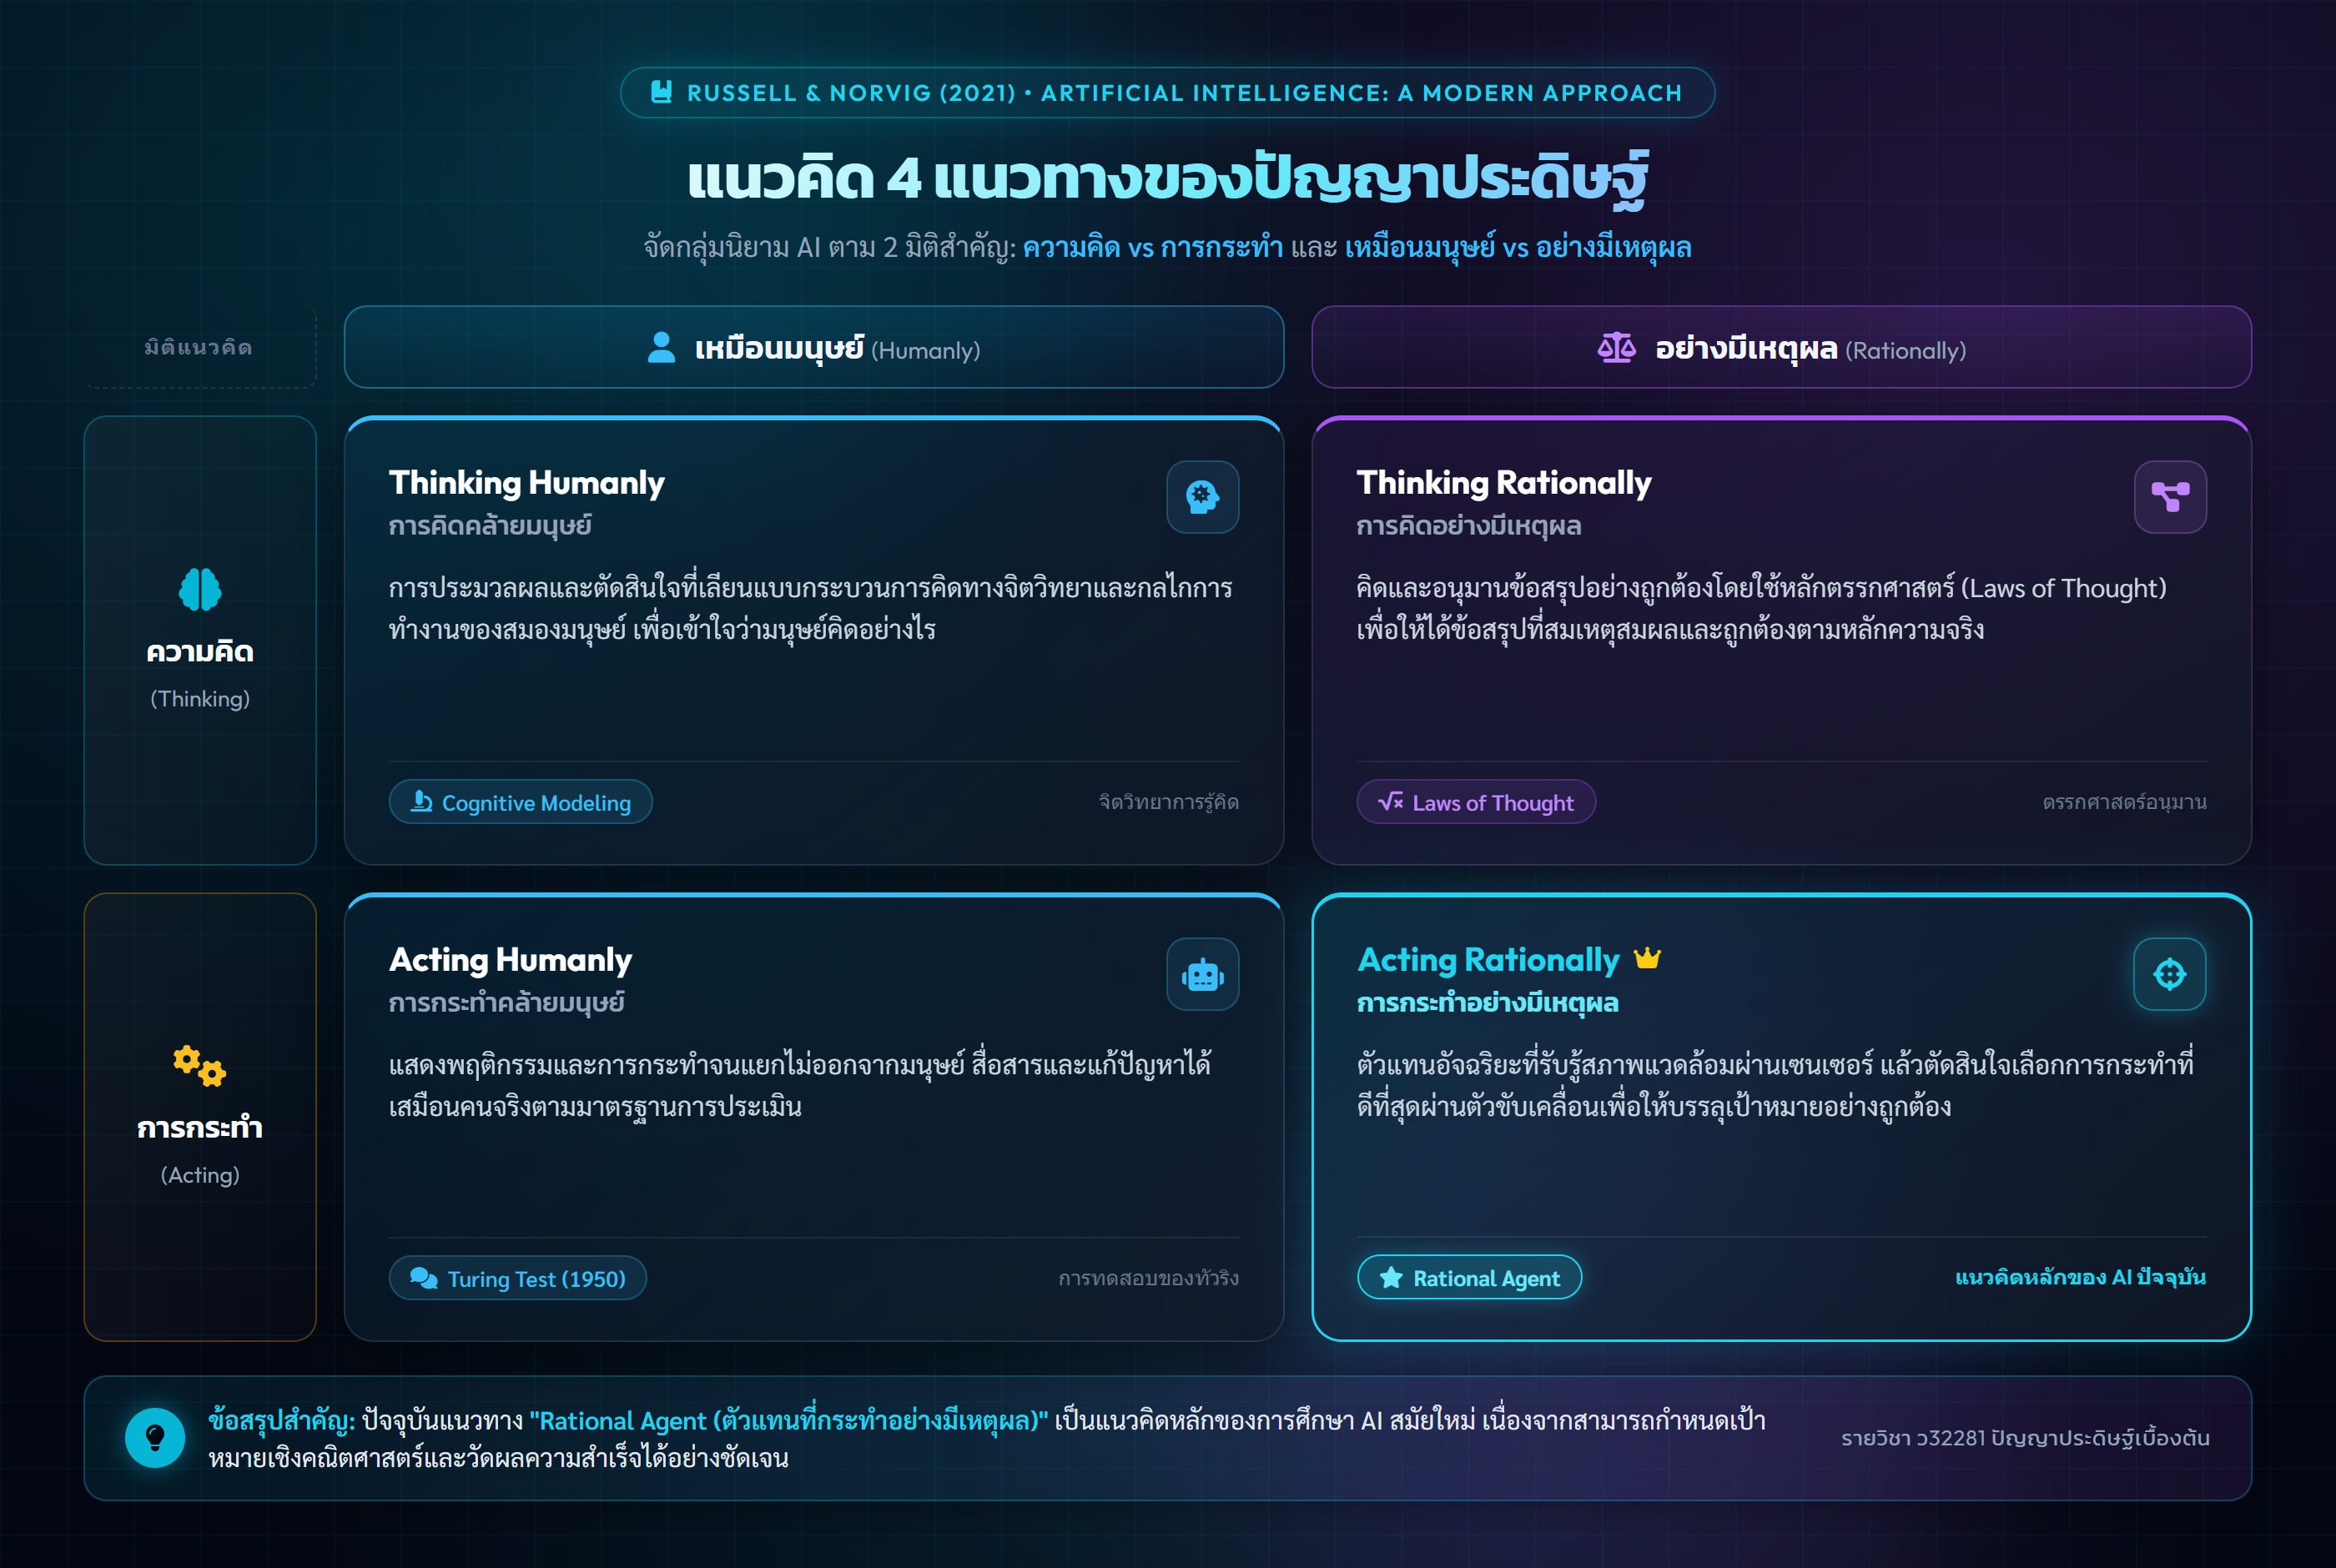 RUSSELL & NORVIG (2021) • ARTIFICIAL INTELLIGENCE: A MODERN APPROACH
แนวคิด 4 แนวทางของปัญญาประดิษฐ์
จัดกลุ่มนิยาม AI ตาม 2 มิติสำคัญ: ความคิด vs การกระทำ และ เหมือนมนุษย์ vs อย่างมีเหตุผล
มิติแนวคิด
เหมือนมนุษย์ (Humanly)
อย่างมีเหตุผล (Rationally)
ความคิด
(Thinking)
Thinking Humanly
การคิดคล้ายมนุษย์
การประมวลผลและตัดสินใจที่เลียนแบบกระบวนการคิดทางจิตวิทยาและกลไกการ
ทำงานของสมองมนุษย์ เพื่อเข้าใจว่ามนุษย์คิดอย่างไร
Cognitive Modeling
จิตวิทยาการรู้คิด
Thinking Rationally
การคิดอย่างมีเหตุผล
คิดและอนุมานข้อสรุปอย่างถูกต้องโดยใช้หลักตรรกศาสตร์ (Laws of Thought)
เพื่อให้ได้ข้อสรุปที่สมเหตุสมผลและถูกต้องตามหลักความจริง
Laws of Thought
ตรรกศาสตร์อนุมาน
การกระทำ
(Acting)
Acting Humanly
การกระทำคล้ายมนุษย์
แสดงพฤติกรรมและการกระทำจนแยกไม่ออกจากมนุษย์ สื่อสารและแก้ปัญหาได้
เสมือนคนจริงตามมาตรฐานการประเมิน
Turing Test (1950)
การทดสอบของทัวริง
Acting Rationally
การกระทำอย่างมีเหตุผล
ตัวแทนอัจฉริยะที่รับรู้สภาพแวดล้อมผ่านเซนเซอร์ แล้วตัดสินใจเลือกการกระทำที่
ดีที่สุดผ่านตัวขับเคลื่อนเพื่อให้บรรลุเป้าหมายอย่างถูกต้อง
Rational Agent
แนวคิดหลักของ AI ปัจจุบัน
ข้อสรุปสำคัญ: ปัจจุบันแนวทาง "Rational Agent (ตัวแทนที่กระทำอย่างมีเหตุผล)" เป็นแนวคิดหลักของการศึกษา AI สมัยใหม่ เนื่องจากสามารถกำหนดเป้า
หมายเชิงคณิตศาสตร์และวัดผลความสำเร็จได้อย่างชัดเจน
รายวิชา ว32281 ปัญญาประดิษฐ์เบื้องต้น